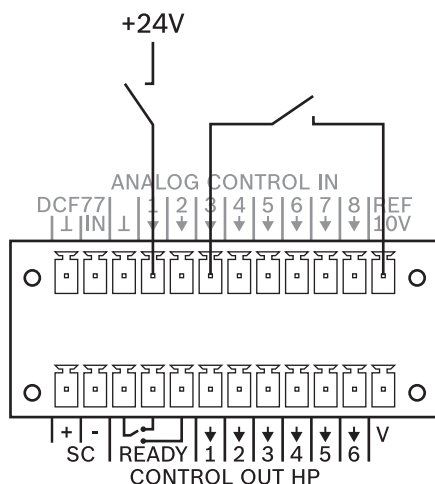 +24V
ANALOG CONTROL IN
DCF77 1 2 3 4 5 6 7 8 REF
⊥ IN ⊥ 10V
+ - READY 1 2 3 4 5 6 V
SC
CONTROL OUT HP